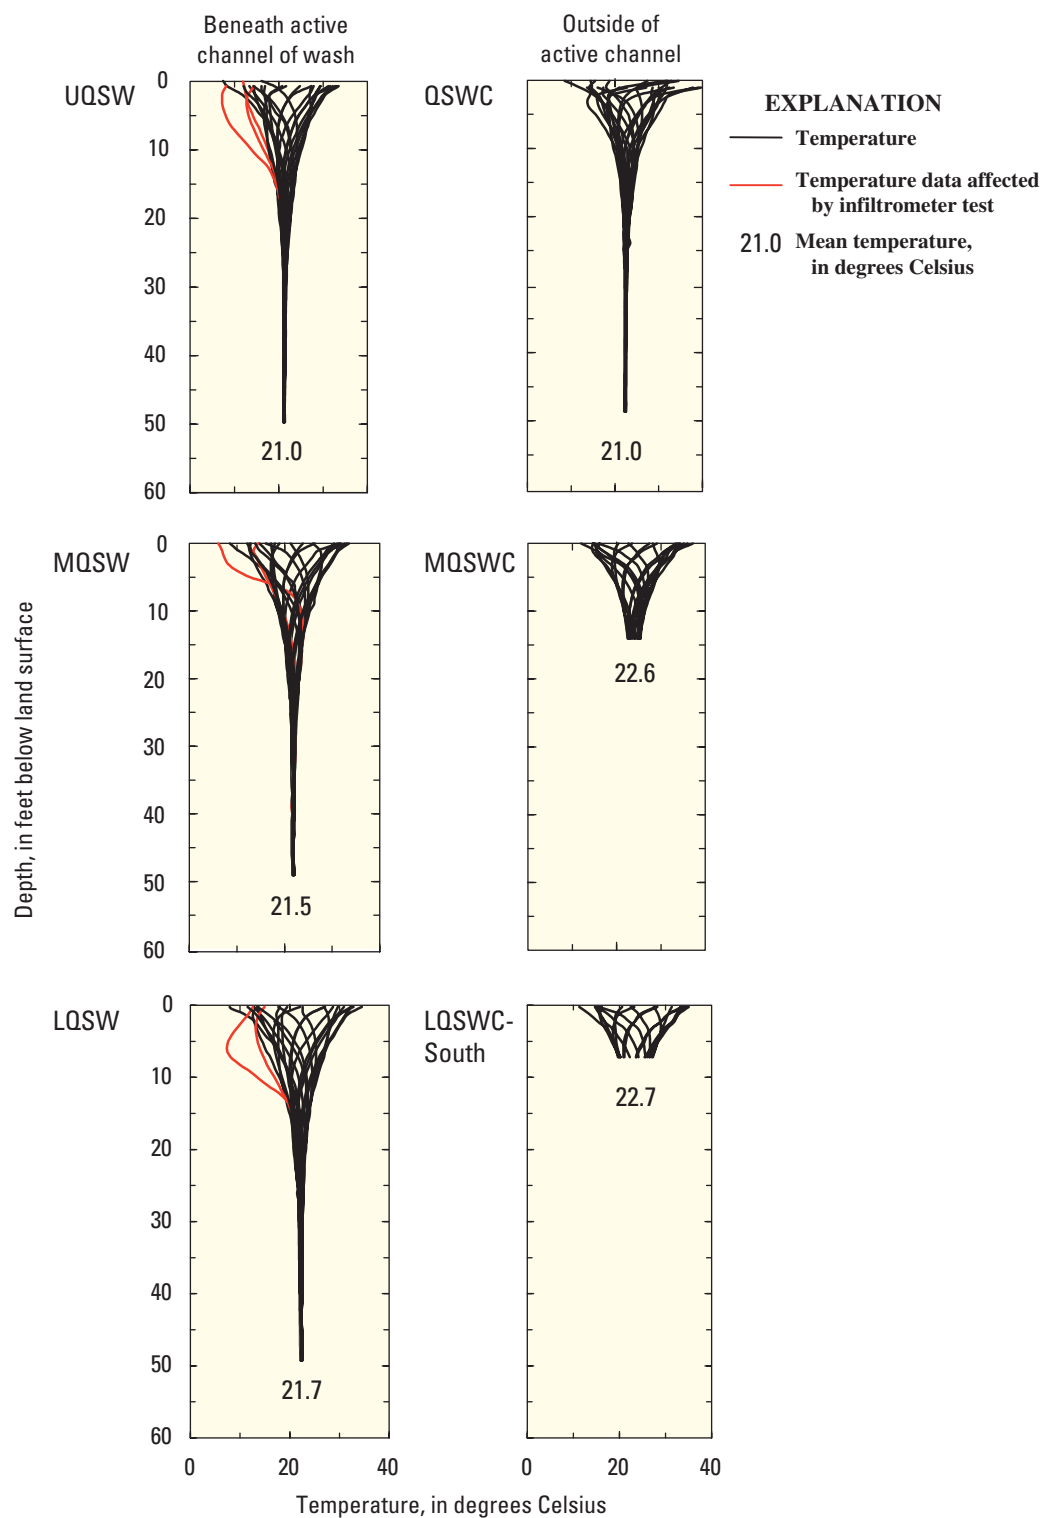 Beneath active
channel of wash
Outside of
active channel
UQSW
0
10
20
30
40
50
60
21.0
QSWC
21.0
EXPLANATION
Temperature
Temperature data affected
by infiltrometer test
21.0 Mean temperature,
in degrees Celsius
Depth, in feet below land surface
MQSW
0
10
20
30
40
50
60
21.5
MQSWC
22.6
LQSW
0
10
20
30
40
50
60
21.7
LQSWC-
South
22.7
0 20 40
0 20 40
Temperature, in degrees Celsius